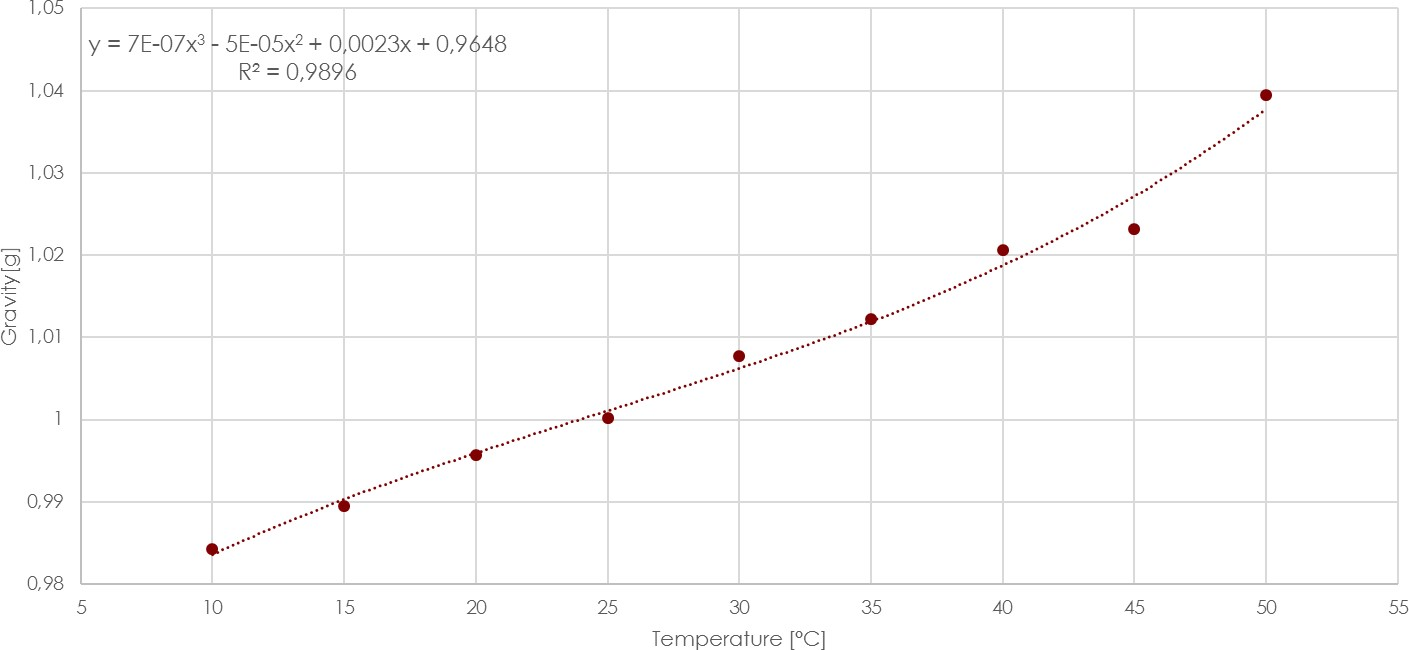 1,05
y = 7E-07x³ - 5E-05x² + 0,0023x + 0,9648
R² = 0,9896
1,04
1,03
1,02
1,01
1
0,99
0,98
Gravity[g]
5 10 15 20 25 30 35 40 45 50 55
Temperature [°C]